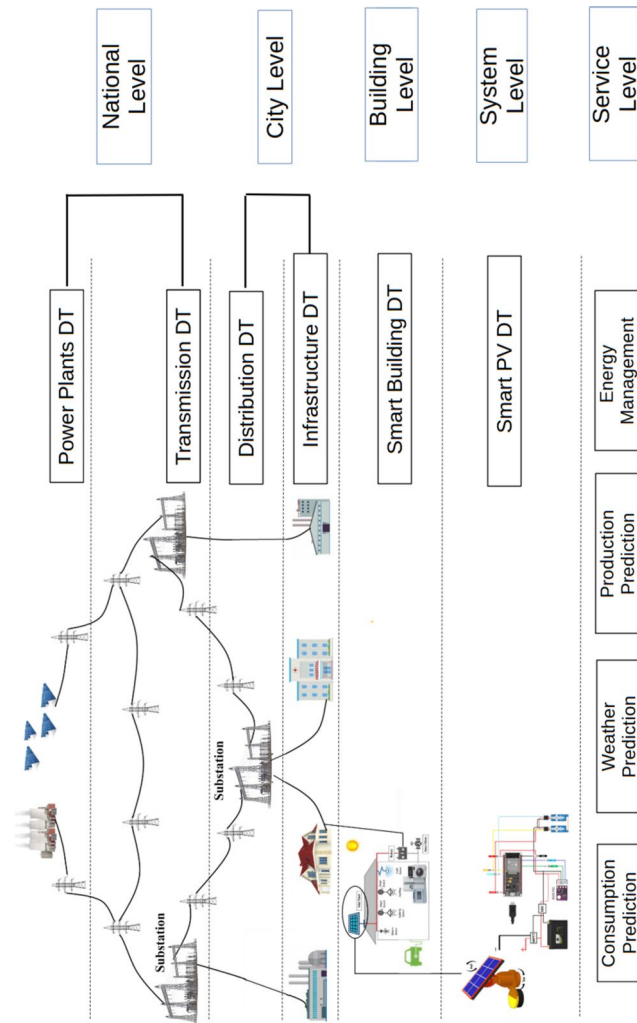 National
Level
City Level
Building
Level
System
Level
Service
Level
Power Plants DT
Transmission DT
Distribution DT
Infrastructure DT
Smart Building DT
Smart PV DT
Energy
Management
Production
Prediction
Weather
Prediction
Consumption
Prediction
Substation
Substation